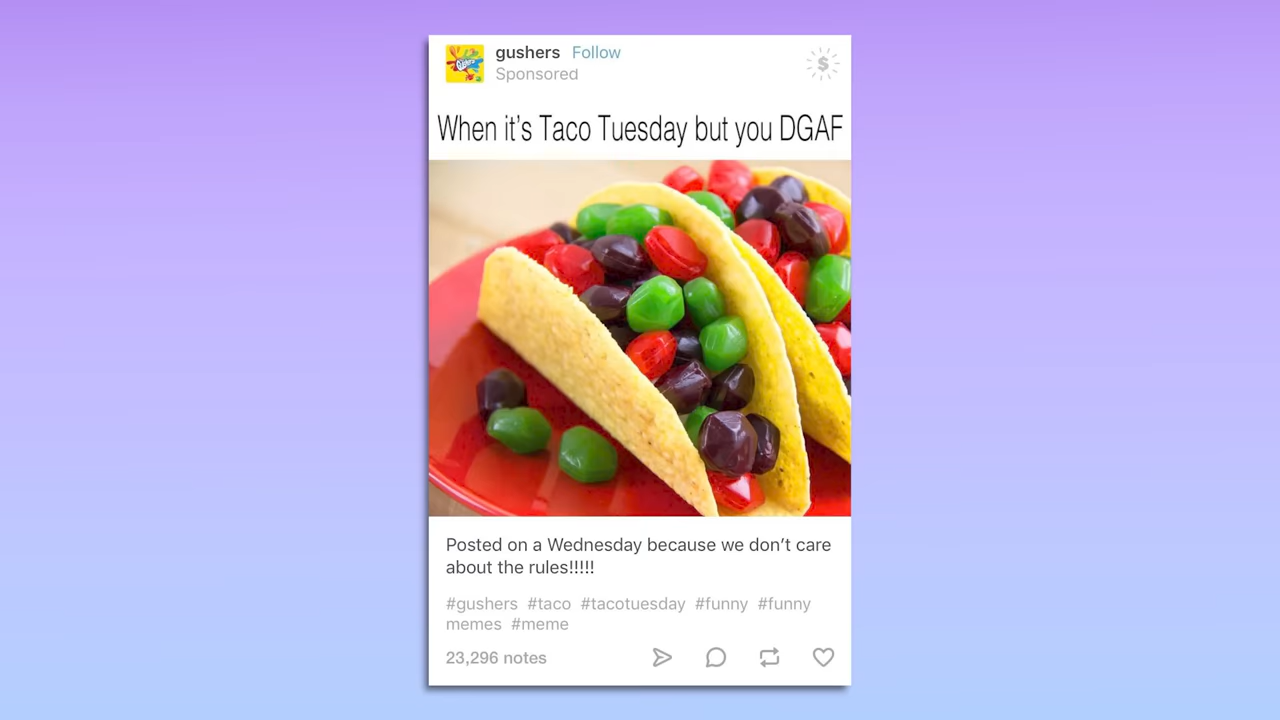 gushers Follow
Sponsored
$
When it's Taco Tuesday but you DGAF
Posted on a Wednesday because we don't care
about the rules!!!!!
#gushers #taco #tacotuesday #funny #funny
memes #meme
23,296 notes